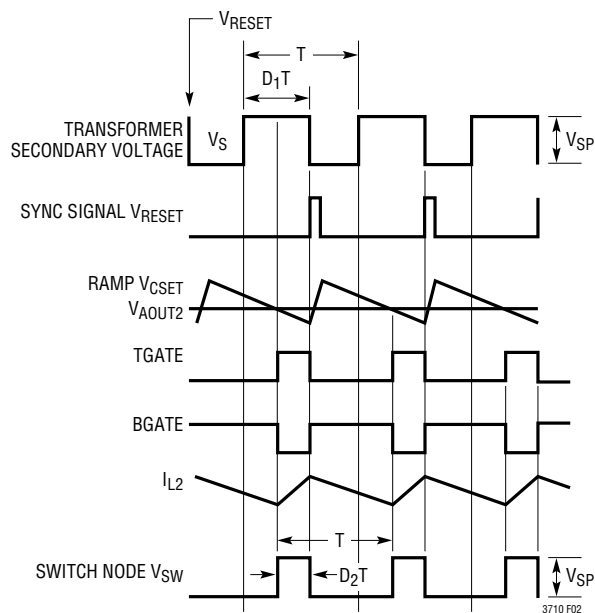 VRESET
T
D1T
TRANSFORMER
SECONDARY VOLTAGE
VS
VSP
SYNC SIGNAL VRESET
RAMP VCSET
VAOUT2
TGATE
BGATE
IL2
T
SWITCH NODE VSW
D2T
VSP
3710 F02